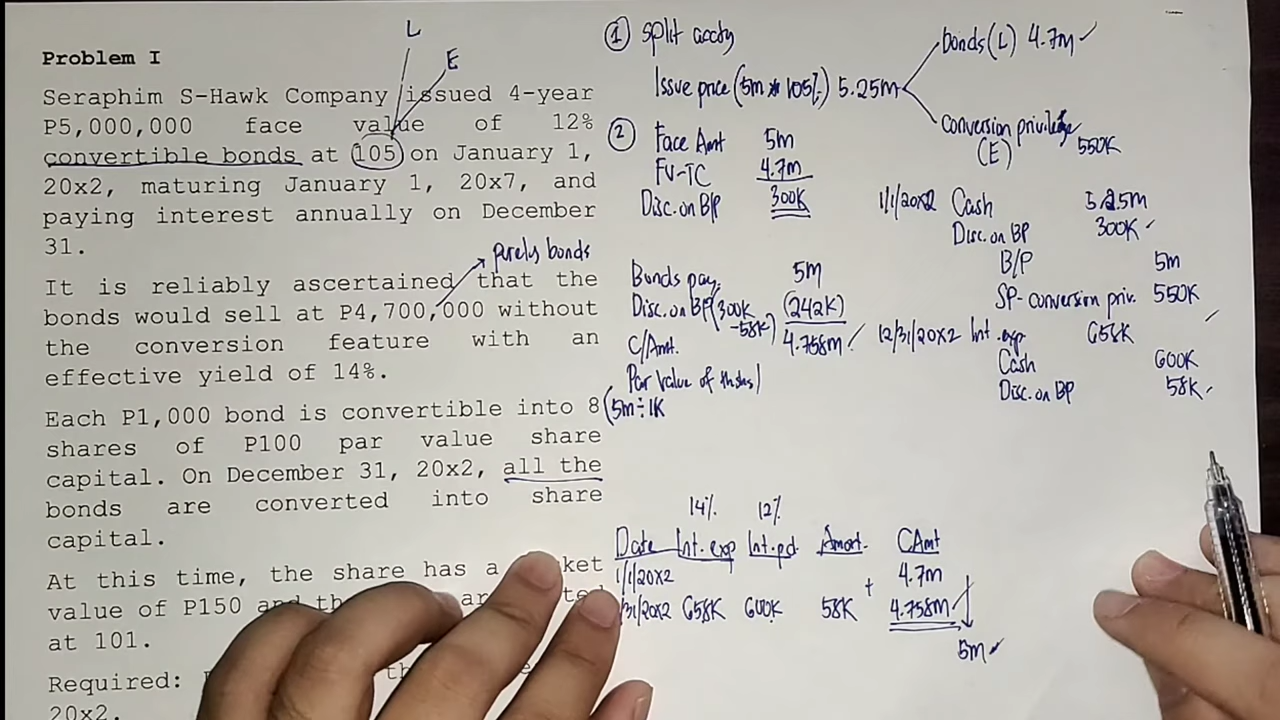 Problem I
Seraphim S-Hawk Company issued 4-year
P5,000,000 face value of 12%
convertible bonds at 105 on January 1,
20x2, maturing January 1, 20x7, and
paying interest annually on December
31.
It is reliably ascertained that the
bonds would sell at P4,700,000 without
the conversion feature with an
effective yield of 14%.
Each P1,000 bond is convertible into 8
shares of P100 par value share
capital. On December 31, 20x2, all the
bonds are converted into share
capital.
At this time, the share has a
value of P150 and
at 101.
Required:
20x2.
L
E
purely bonds
① Split acctg
Issue price (5m * 105%) 5.25m
bonds (L) 4.7m ✓
conversion privilege
(E) 550K
② Face Amt 5m
FV-TC 4.7m
Disc. on B/P 300K
1/1/20x2 Cash 5.25m
Disc. on BP 300K ✓
B/P 5m
SP-conversion priv. 550K
Bonds pay. 5m
Disc. on BP (300K - 58K) (242K)
C/Amt. 4.758m ✓
12/31/20x2 Int. exp 658K
Cash 600K
Disc. on BP 58K ✓
Par value of
(5m ÷ 1K
14% 12%
Date Int. exp Int. pd Amort. CAmt
1/1/20x2 4.7m
/31/20x2 658K 600K 58K + 4.758m
5m ✓